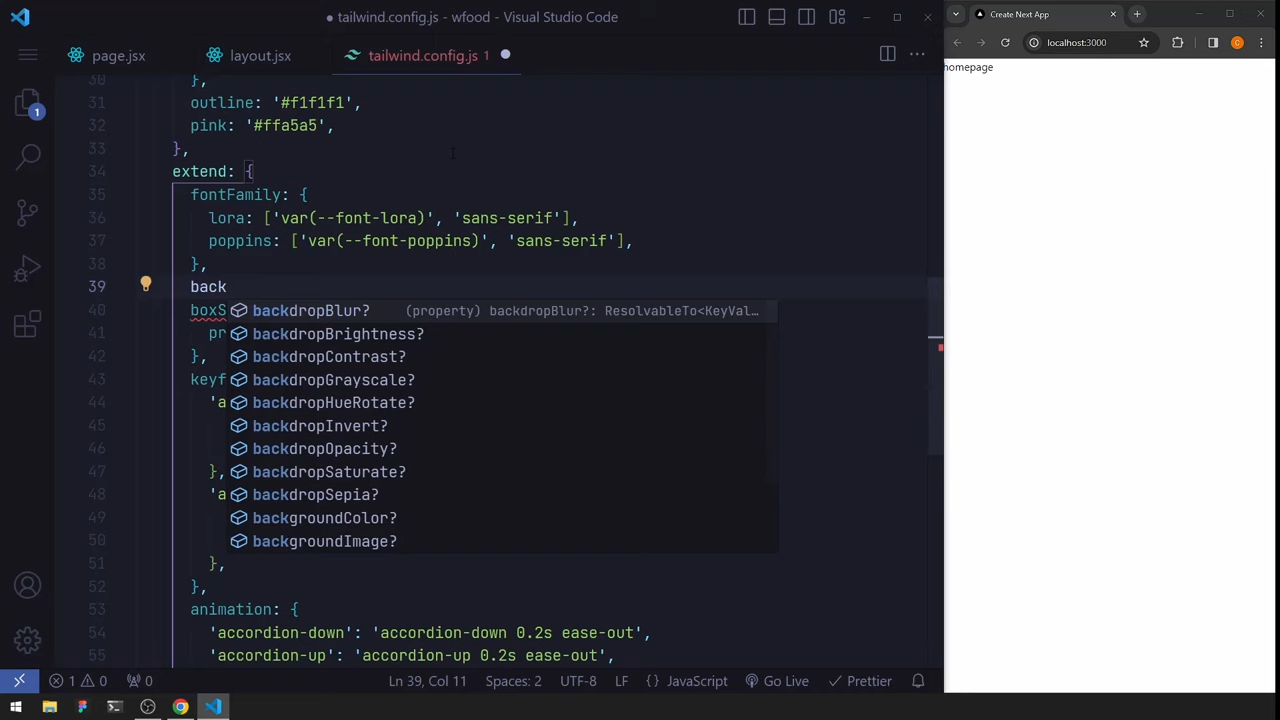 tailwind.config.js - wfood - Visual Studio Code
Create Next App
page.jsx
layout.jsx
tailwind.config.js 1
localhost:3000
C
homepage
1
30 },
31 outline: '#f1f1f1',
32 pink: '#ffa5a5',
33 },
34 extend: {
35 fontFamily: {
36 lora: ['var(--font-lora)', 'sans-serif'],
37 poppins: ['var(--font-poppins)', 'sans-serif'],
38 },
39 back
40 boxS
backdropBlur? (property) backdropBlur?: ResolvableTo<KeyVal…
41 pr
backdropBrightness?
42 },
backdropContrast?
43 keyf
backdropGrayscale?
44 'a
backdropHueRotate?
45
backdropInvert?
46
backdropOpacity?
47 },
backdropSaturate?
48 'a
backdropSepia?
49
backgroundColor?
50
backgroundImage?
51 },
52 },
53 animation: {
54 'accordion-down': 'accordion-down 0.2s ease-out',
55 'accordion-up': 'accordion-up 0.2s ease-out',
1 0 0 Ln 39, Col 11 Spaces: 2 UTF-8 LF {} JavaScript Go Live Prettier